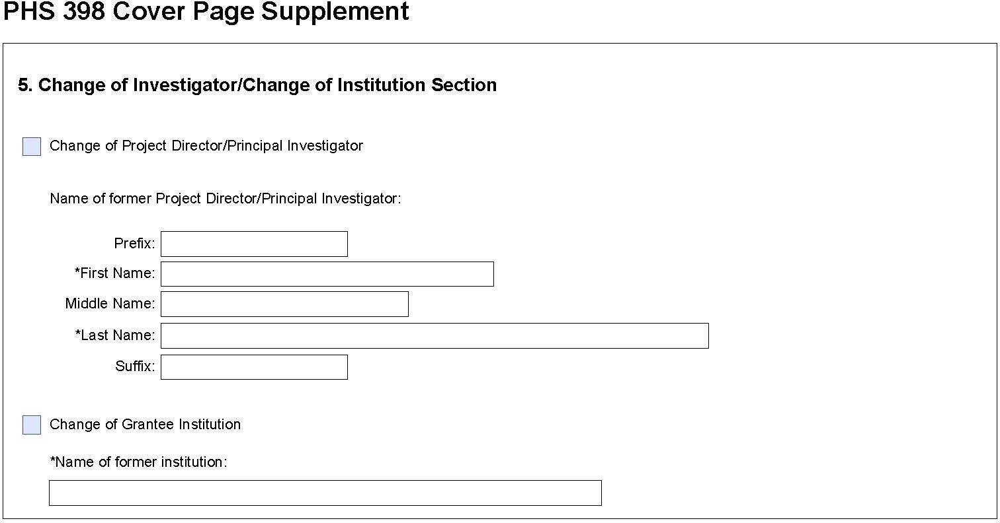 PHS 398 Cover Page Supplement
5. Change of Investigator/Change of Institution Section
Change of Project Director/Principal Investigator
Name of former Project Director/Principal Investigator:
Prefix:
*First Name:
Middle Name:
*Last Name:
Suffix:
Change of Grantee Institution
*Name of former institution: